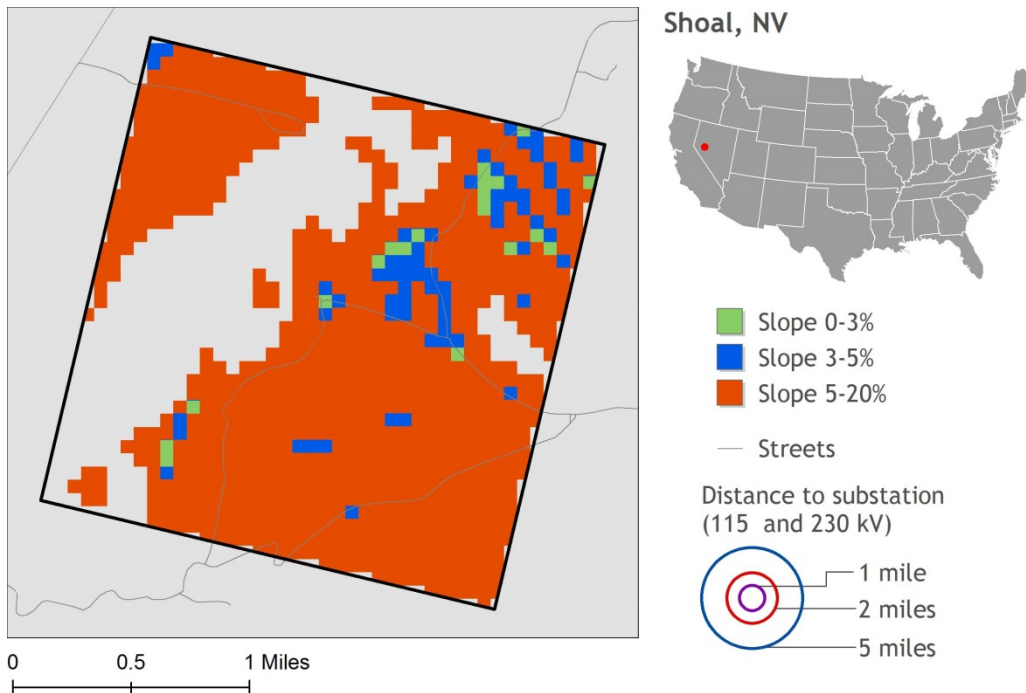 Shoal, NV
Slope 0-3%
Slope 3-5%
Slope 5-20%
Streets
Distance to substation
(115 and 230 kV)
1 mile
2 miles
5 miles
0 0.5 1 Miles